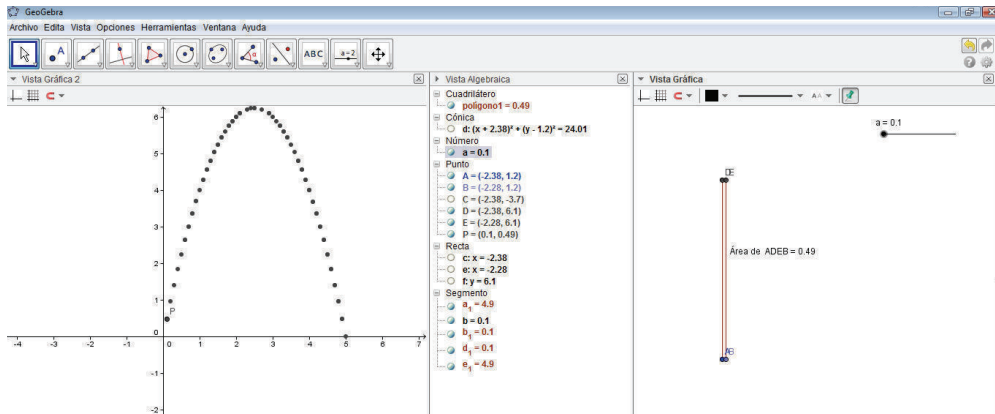 GeoGebra
Archivo Edita Vista Opciones Herramientas Ventana Ayuda
A
ABC
a=2
Vista Gráfica 2
6
5
4
3
2
1
0
-1
-2
-4 -3 -2 -1 0 1 2 3 4 5 6 7
P
Vista Algebraica
Cuadrilátero
polígono1 = 0.49
Cónica
d: (x + 2.38)² + (y - 1.2)² = 24.01
Número
a = 0.1
Punto
A = (-2.38, 1.2)
B = (-2.28, 1.2)
C = (-2.38, -3.7)
D = (-2.38, 6.1)
E = (-2.28, 6.1)
P = (0.1, 0.49)
Recta
c: x = -2.38
e: x = -2.28
f: y = 6.1
Segmento
a₁ = 4.9
b = 0.1
b₁ = 0.1
d₁ = 0.1
e₁ = 4.9
Vista Gráfica
a = 0.1
DE
Área de ADEB = 0.49
AB